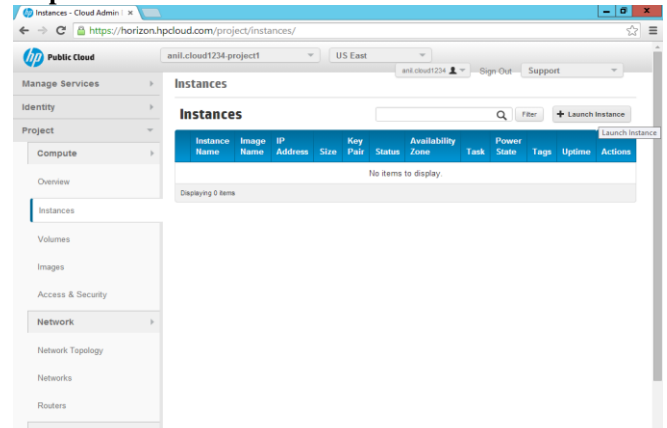 Instances - Cloud Admin
https://horizon.hpcloud.com/project/instances/
hp Public Cloud
anil.cloud1234-project1
US East
anil.cloud1234
Sign Out
Support
Manage Services
Identity
Project
Compute
Overview
Instances
Volumes
Images
Access & Security
Network
Network Topology
Networks
Routers
Instances
Instances
Filter
+ Launch Instance
Launch Instance
Instance Name Image Name IP Address Size Key Pair Status Availability Zone Task Power State Tags Uptime Actions
No items to display.
Displaying 0 items